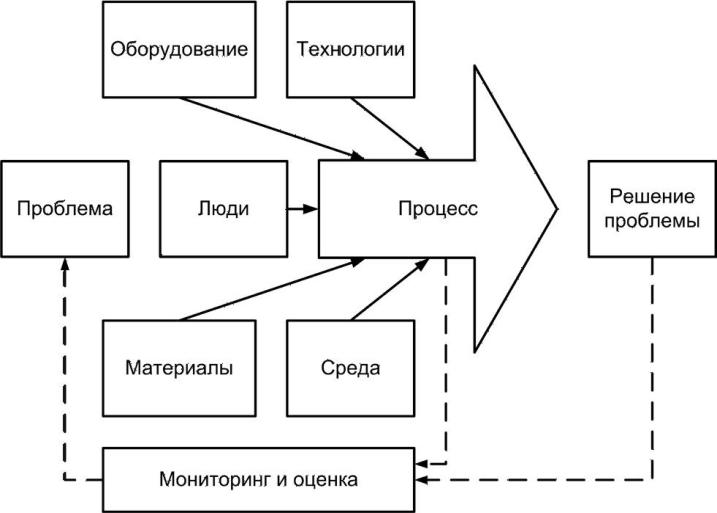 Оборудование
Технологии
Проблема
Люди
Процесс
Решение
проблемы
Материалы
Среда
Мониторинг и оценка